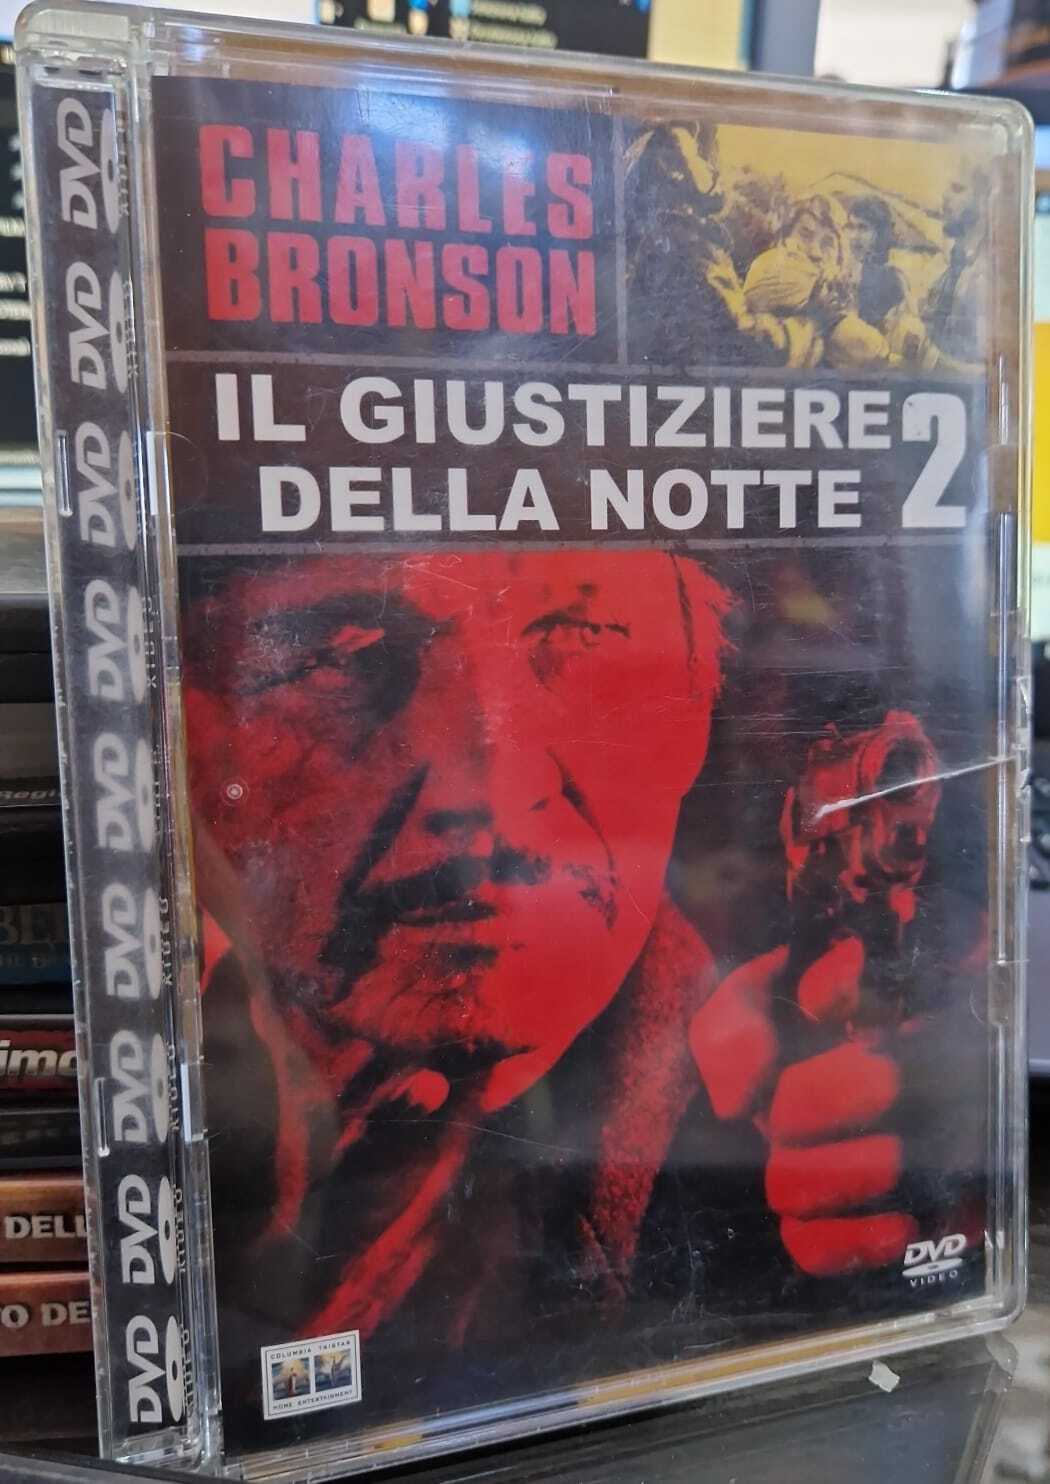 CHARLES
BRONSON
IL GIUSTIZIERE
DELLA NOTTE 2
DVD
VIDEO
COLUMBIA TRISTAR
HOME ENTERTAINMENT
DVD
DVD
DVD
DVD
DVD
DVD
DVD
DVD
DVD
DELL
O DE